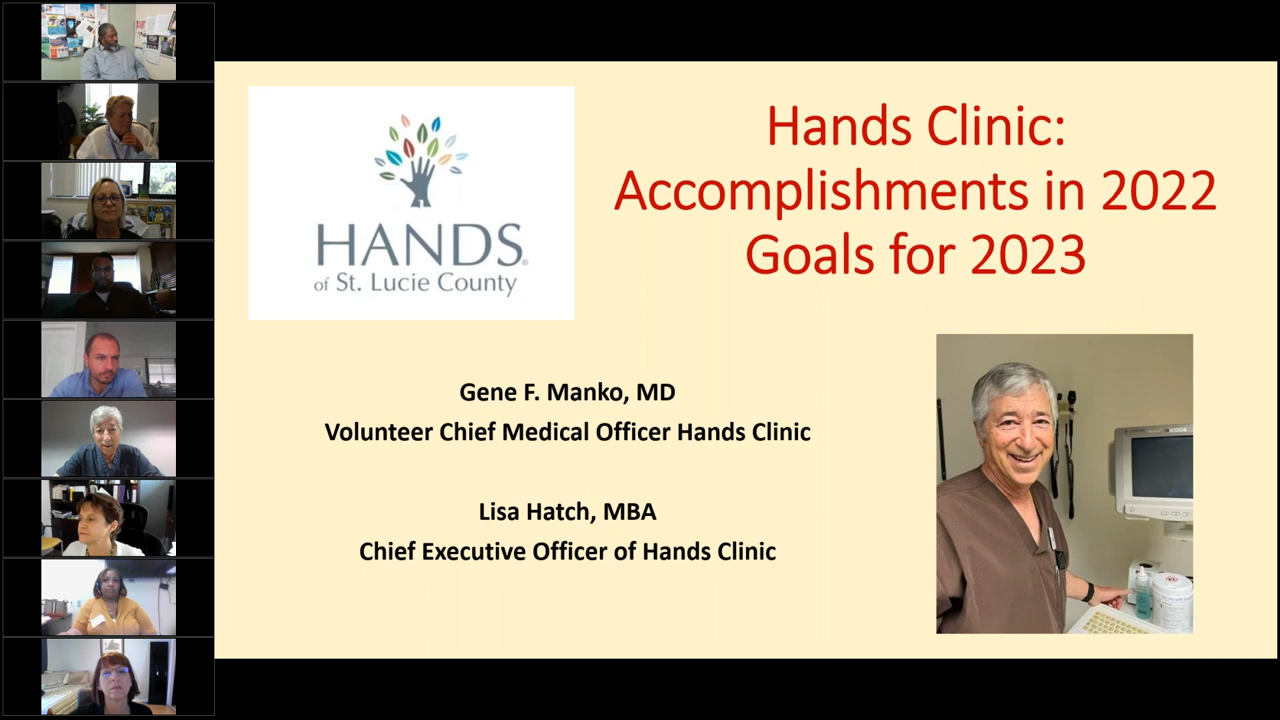 HANDS
of St. Lucie County
Hands Clinic:
Accomplishments in 2022
Goals for 2023
Gene F. Manko, MD
Volunteer Chief Medical Officer Hands Clinic
Lisa Hatch, MBA
Chief Executive Officer of Hands Clinic